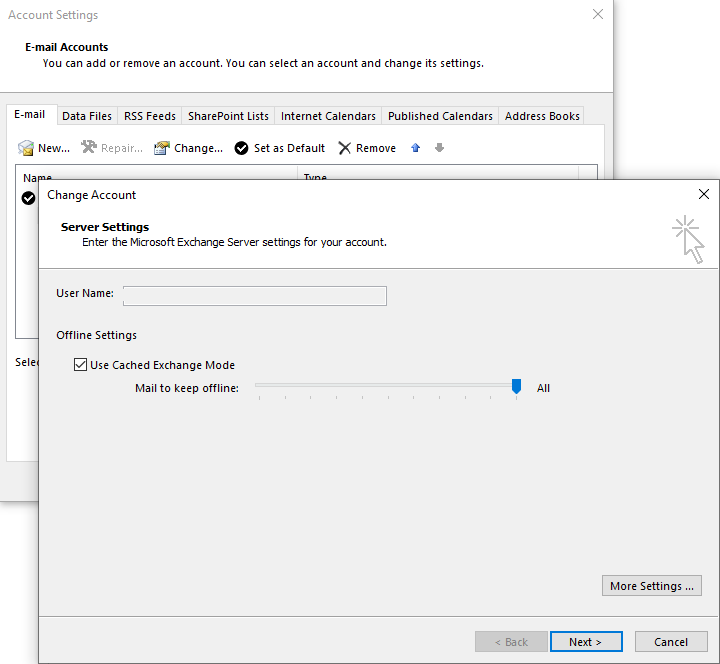 Account Settings
E-mail Accounts
You can add or remove an account. You can select an account and change its settings.
E-mail Data Files RSS Feeds SharePoint Lists Internet Calendars Published Calendars Address Books
New... Repair... Change... Set as Default Remove
Name Type
Change Account
Server Settings
Enter the Microsoft Exchange Server settings for your account.
User Name:
Offline Settings
Selec
Use Cached Exchange Mode
Mail to keep offline: All
More Settings ...
< Back Next > Cancel